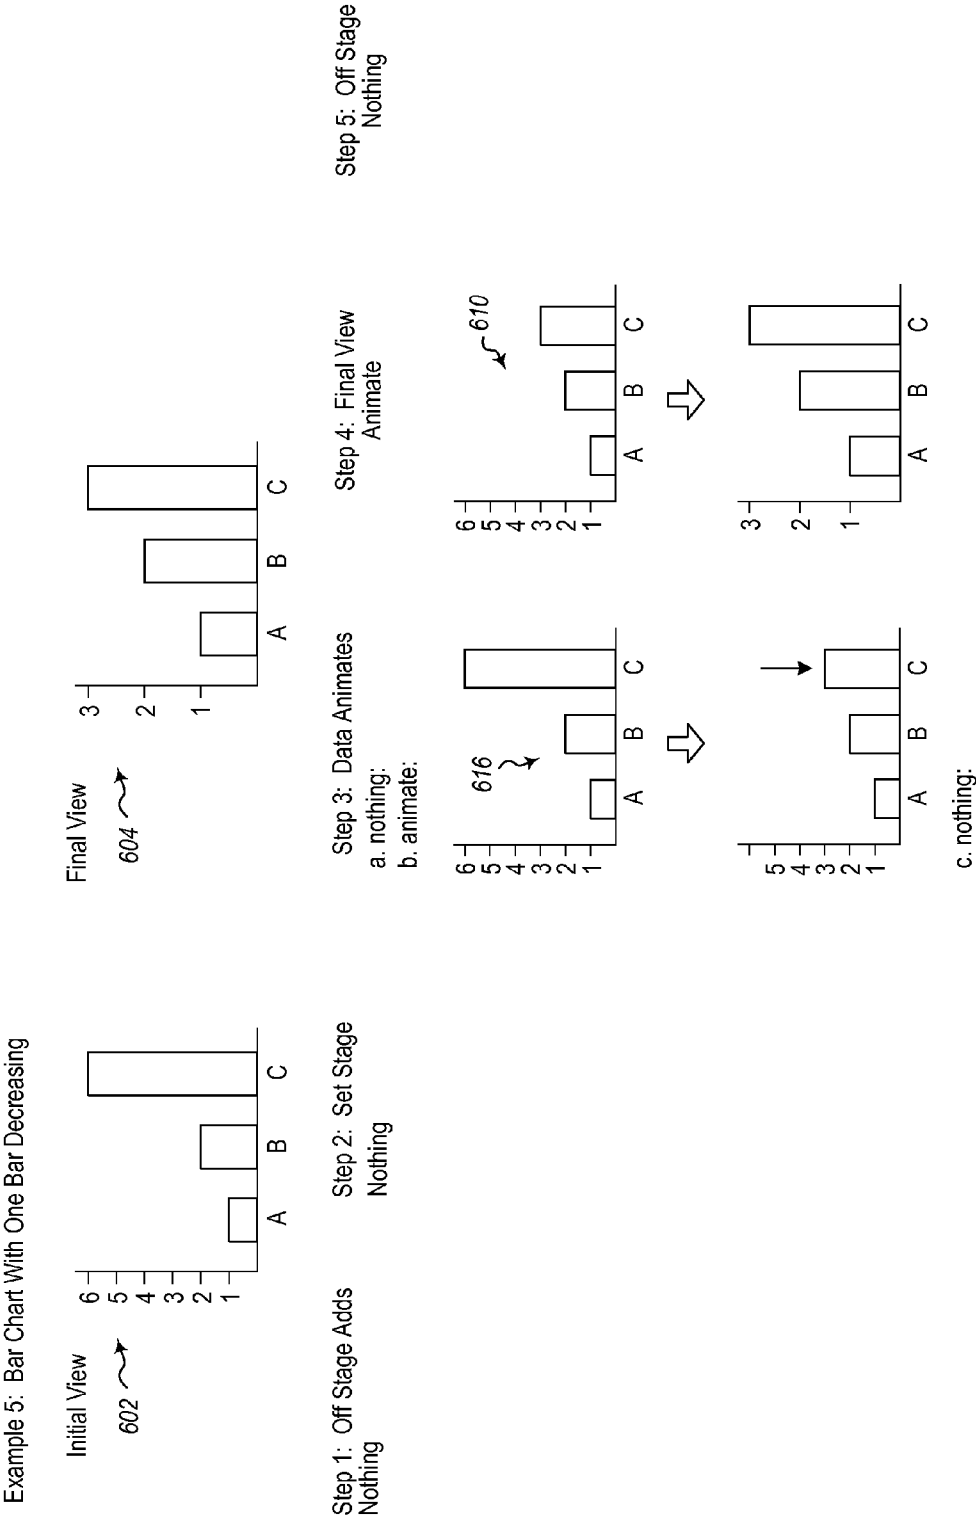 Example 5: Bar Chart With One Bar Decreasing
Initial View
602
6
5
4
3
2
1
A B C
Final View
604
3
2
1
A B C
Step 1: Off Stage Adds
Nothing
Step 2: Set Stage
Nothing
Step 3: Data Animates
a. nothing:
b. animate:
616
6
5
4
3
2
1
A B C
5
4
3
2
1
A B C
c. nothing:
Step 4: Final View
Animate
610
6
5
4
3
2
1
A B C
3
2
1
A B C
Step 5: Off Stage
Nothing